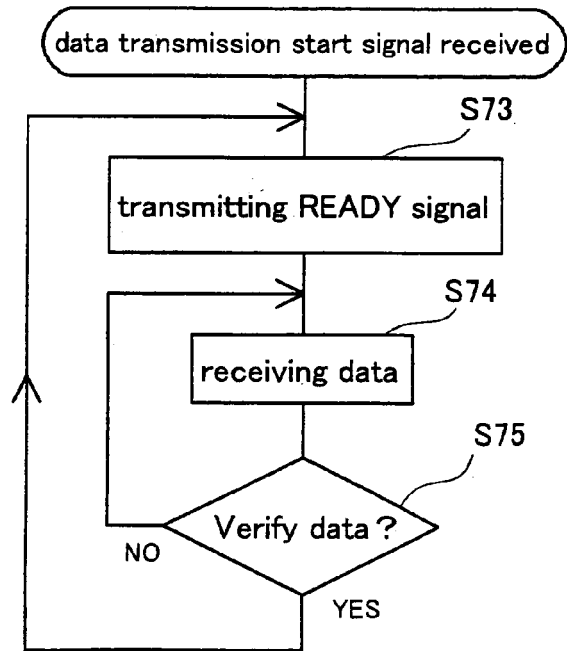 data transmission start signal received
S73
transmitting READY signal
S74
receiving data
S75
Verify data?
NO
YES